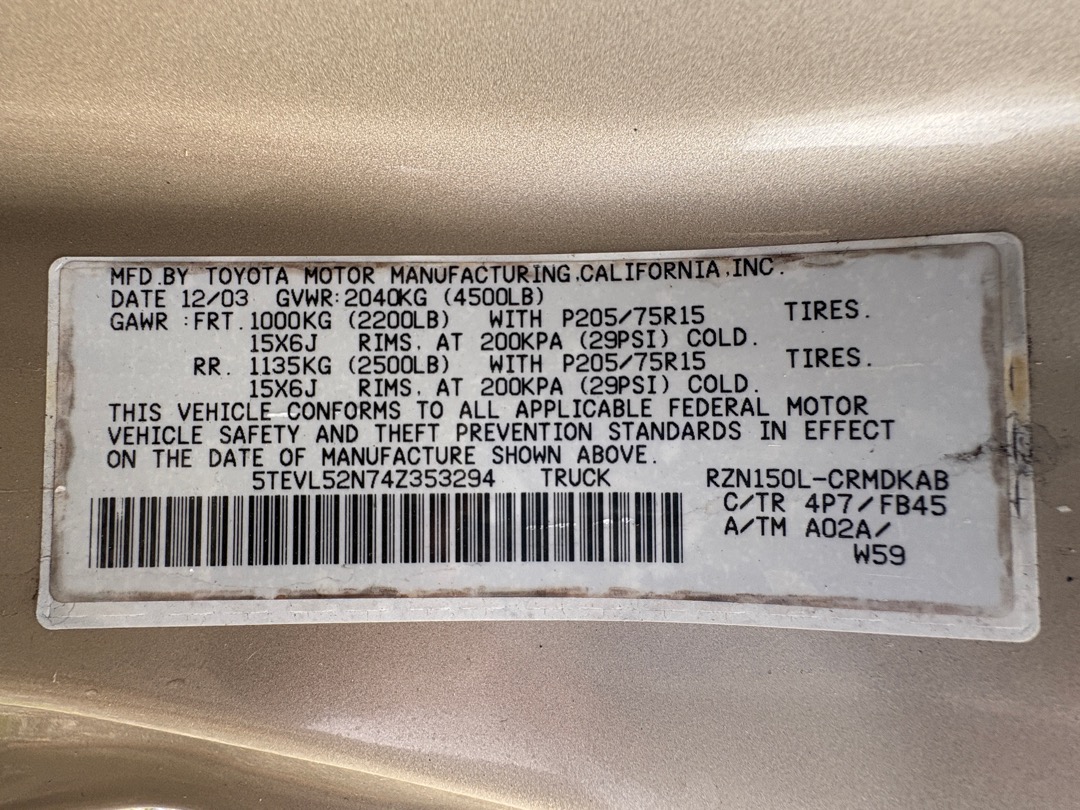 MFD.BY TOYOTA MOTOR MANUFACTURING,CALIFORNIA,INC.
DATE 12/03 GVWR:2040KG (4500LB)
GAWR :FRT.1000KG (2200LB) WITH P205/75R15 TIRES.
15X6J RIMS, AT 200KPA (29PSI) COLD.
RR. 1135KG (2500LB) WITH P205/75R15 TIRES.
15X6J RIMS, AT 200KPA (29PSI) COLD.
THIS VEHICLE CONFORMS TO ALL APPLICABLE FEDERAL MOTOR
VEHICLE SAFETY AND THEFT PREVENTION STANDARDS IN EFFECT
ON THE DATE OF MANUFACTURE SHOWN ABOVE.
5TEVL52N74Z353294 TRUCK RZN150L-CRMDKAB
C/TR 4P7/FB45
A/TM A02A/
W59